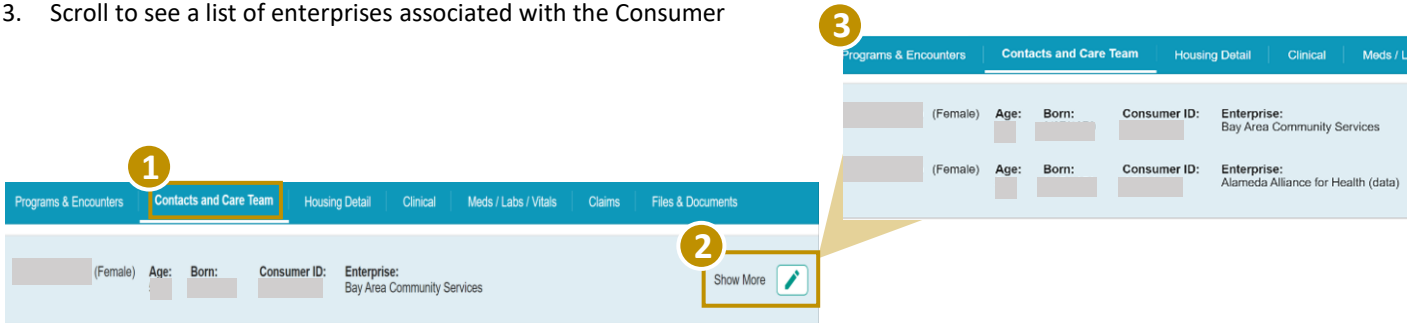 3. Scroll to see a list of enterprises associated with the Consumer
3
Programs & Encounters Contacts and Care Team Housing Detail Clinical Meds / L
(Female) Age: Born: Consumer ID: Enterprise:
Bay Area Community Services
(Female) Age: Born: Consumer ID: Enterprise:
Alameda Alliance for Health (data)
1
Programs & Encounters Contacts and Care Team Housing Detail Clinical Meds / Labs / Vitals Claims Files & Documents
2
(Female) Age: Born: Consumer ID: Enterprise:
Bay Area Community Services
Show More